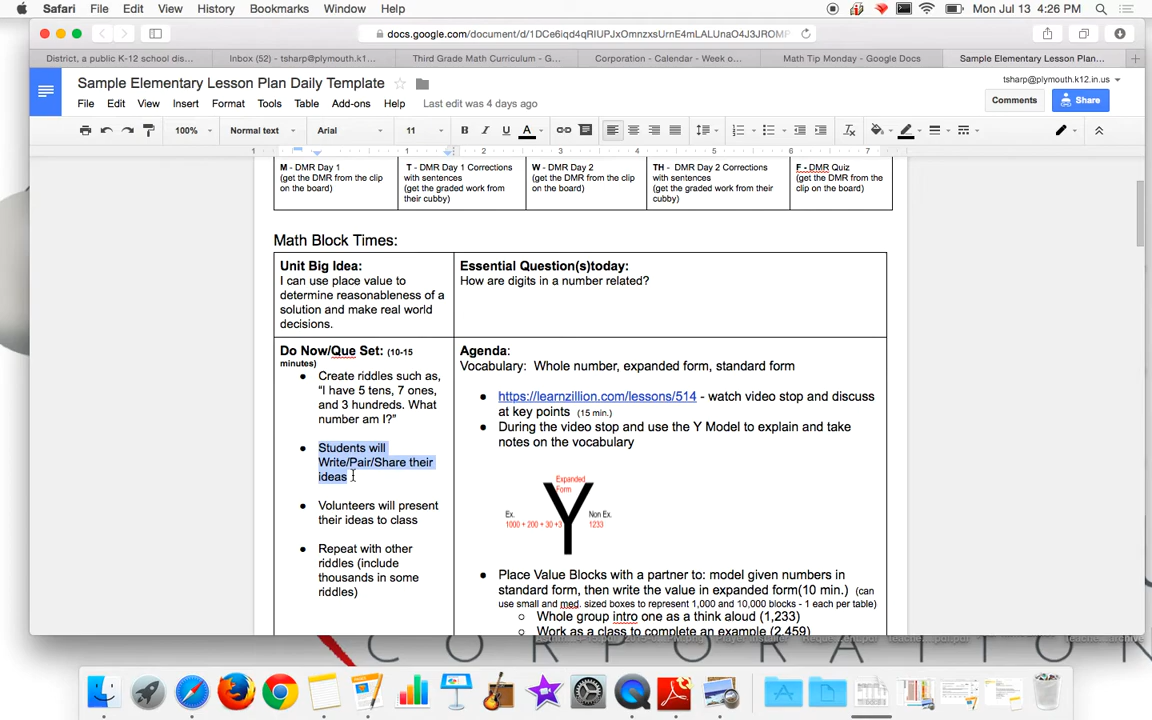 Safari File Edit View History Bookmarks Window Help Mon Jul 13 4:26 PM
docs.google.com/document/d/1DCe6iqd4qRIUPJxOmnzxsUrnE4mLALUnaO4J3JROMP
District, a public K-12 school dis... Inbox (52) - tsharp@plymouth.k1... Third Grade Math Curriculum - G... Corporation - Calendar - Week o... Math Tip Monday - Google Docs Sample Elementary Lesson Plan...
Sample Elementary Lesson Plan Daily Template
tsharp@plymouth.k12.in.us
File Edit View Insert Format Tools Table Add-ons Help Last edit was 4 days ago
Comments Share
100% Normal text Arial 11 B I U A
1 1 2 3 4 5 6 7
M - DMR Day 1
(get the DMR from the clip
on the board)
T - DMR Day 1 Corrections
with sentences
(get the graded work from
their cubby)
W - DMR Day 2
(get the DMR from the clip
on the board)
TH - DMR Day 2 Corrections
with sentences
(get the graded work from their
cubby)
F - DMR Quiz
(get the DMR from the
clip on the board)
Math Block Times:
Unit Big Idea:
I can use place value to
determine reasonableness of a
solution and make real world
decisions.
Essential Question(s)today:
How are digits in a number related?
Do Now/Que Set: (10-15
minutes)
Create riddles such as,
“I have 5 tens, 7 ones,
and 3 hundreds. What
number am I?”
Students will
Write/Pair/Share their
ideas
Volunteers will present
their ideas to class
Repeat with other
riddles (include
thousands in some
riddles)
Agenda:
Vocabulary: Whole number, expanded form, standard form
https://learnzillion.com/lessons/514 - watch video stop and discuss
at key points (15 min.)
During the video stop and use the Y Model to explain and take
notes on the vocabulary
Expanded
Form
Y
Ex.
1000 + 200 + 30 +3
Non Ex.
1233
Place Value Blocks with a partner to: model given numbers in
standard form, then write the value in expanded form(10 min.) (can
use small and med. sized boxes to represent 1,000 and 10,000 blocks - 1 each per table)
Whole group intro one as a think aloud (1,233)
Work as a class to complete an example (2,459)
C O R P O R A T I O N